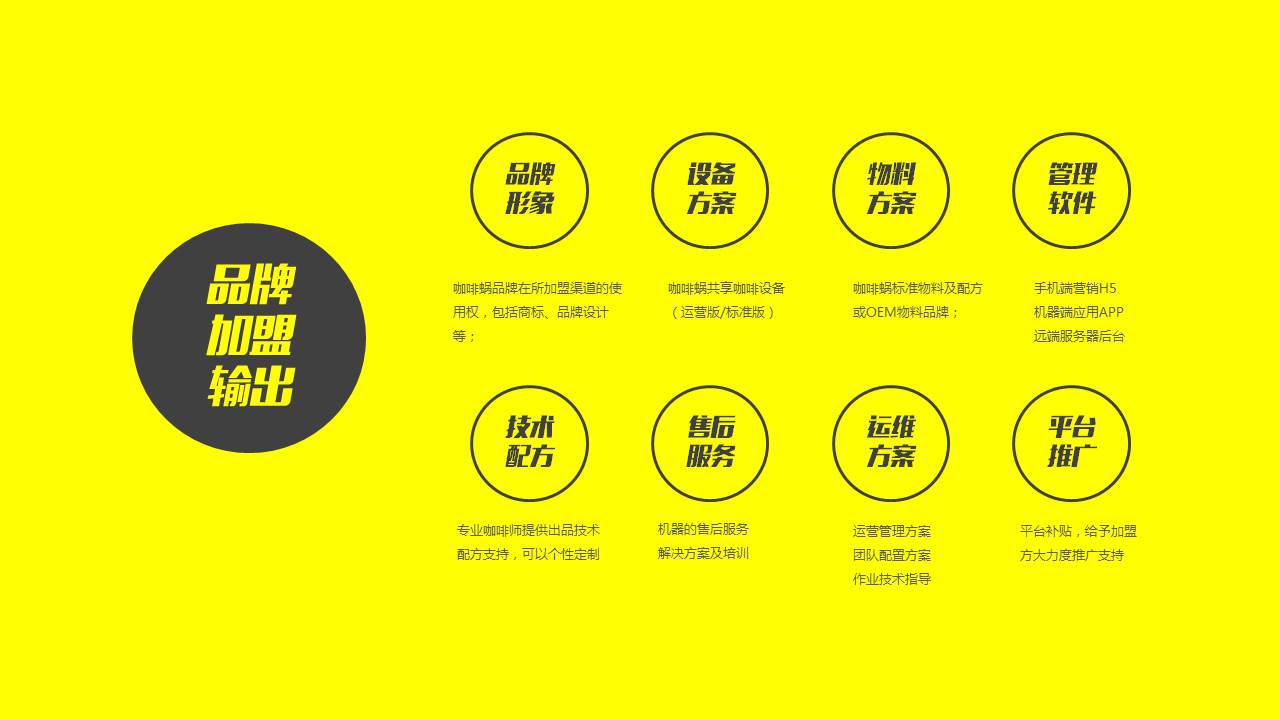 品牌
加盟
输出
品牌
形象
咖啡蜗品牌在所加盟渠道的使
用权，包括商标、品牌设计
等；
设备
方案
咖啡蜗共享咖啡设备
（运营版/标准版）
物料
方案
咖啡蜗标准物料及配方
或OEM物料品牌；
管理
软件
手机端营销H5
机器端应用APP
远端服务器后台
技术
配方
专业咖啡师提供出品技术
配方支持，可以个性定制
售后
服务
机器的售后服务
解决方案及培训
运维
方案
运营管理方案
团队配置方案
作业技术指导
平台
推广
平台补贴，给予加盟
方大力度推广支持